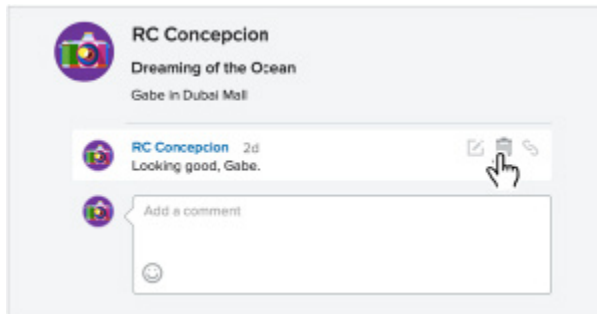 RC Concepcion
Dreaming of the Ocean
Gabe in Dubai Mall
RC Concepcion 2d
Looking good, Gabe.
Add a comment